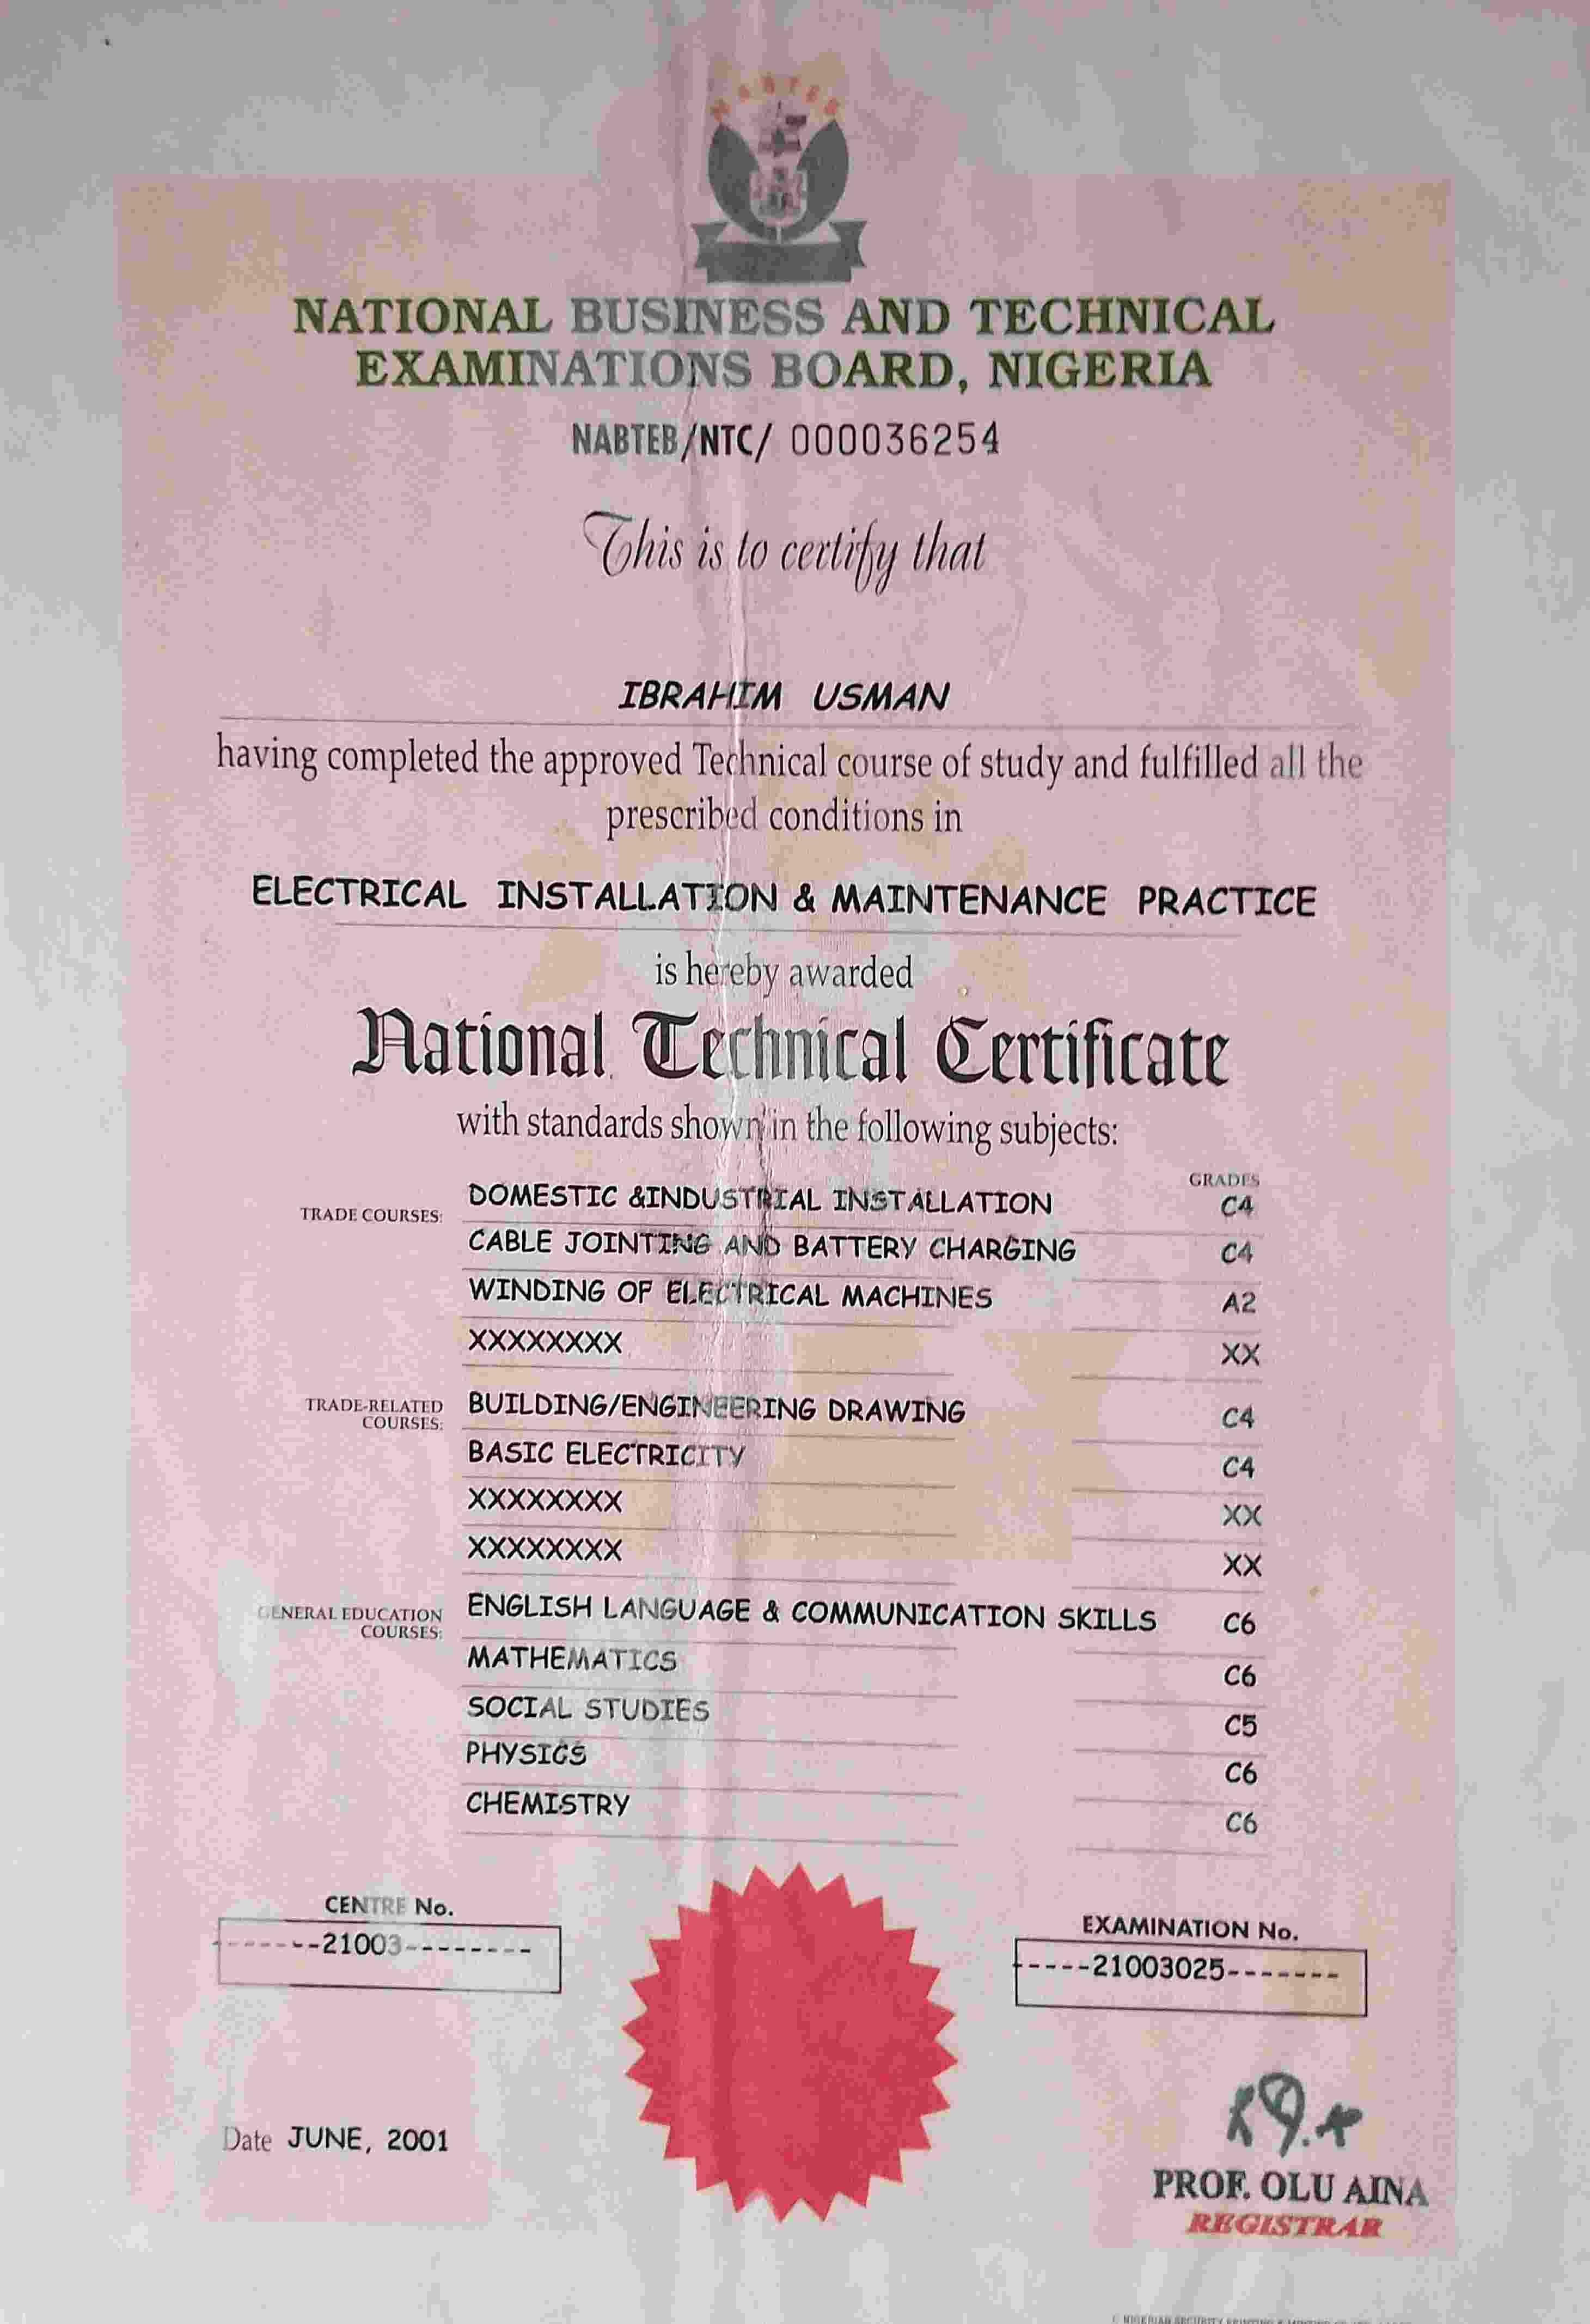 NABTEB
NATIONAL BUSINESS AND TECHNICAL
EXAMINATIONS BOARD, NIGERIA
NABTEB/NTC/ 000036254
This is to certify that
IBRAHIM USMAN
having completed the approved Technical course of study and fulfilled all the
prescribed conditions in
ELECTRICAL INSTALLATION & MAINTENANCE PRACTICE
is hereby awarded
National Technical Certificate
with standards shown in the following subjects:
GRADES
TRADE COURSES: DOMESTIC &INDUSTRIAL INSTALLATION C4
CABLE JOINTING AND BATTERY CHARGING C4
WINDING OF ELECTRICAL MACHINES A2
XXXXXXXX XX
TRADE-RELATED COURSES: BUILDING/ENGINEERING DRAWING C4
BASIC ELECTRICITY C4
XXXXXXXX XX
XXXXXXXX XX
GENERAL EDUCATION COURSES: ENGLISH LANGUAGE & COMMUNICATION SKILLS C6
MATHEMATICS C6
SOCIAL STUDIES C5
PHYSICS C6
CHEMISTRY C6
CENTRE No.
-------21003---------
EXAMINATION No.
-----21003025-------
Date JUNE, 2001
PROF. OLU AINA
REGISTRAR